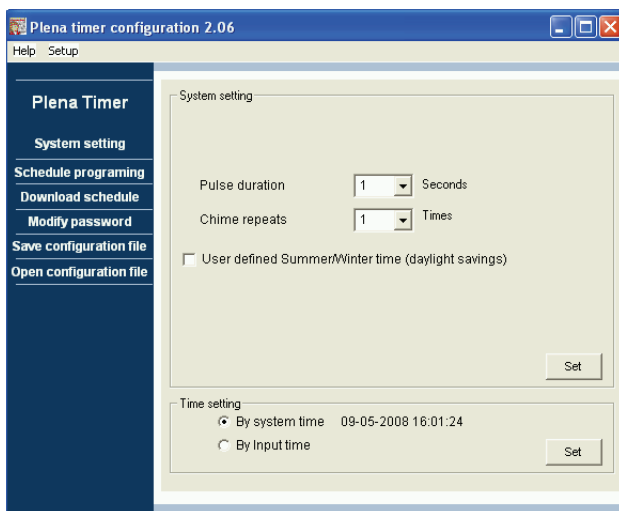 Plena timer configuration 2.06
Help Setup
Plena Timer
System setting
Schedule programing
Download schedule
Modify password
Save configuration file
Open configuration file
System setting
Pulse duration 1 Seconds
Chime repeats 1 Times
User defined Summer/Winter time (daylight savings)
Set
Time setting
By system time 09-05-2008 16:01:24
By Input time
Set